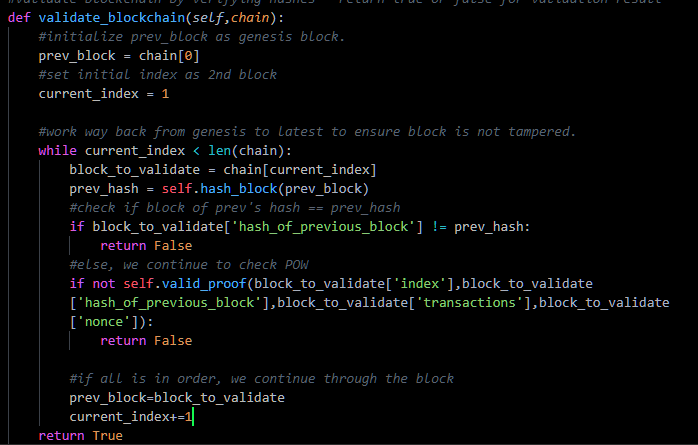 #validate blockchain by verifying hashes - return true or false for validation result
def validate_blockchain(self,chain):
#initialize prev_block as genesis block.
prev_block = chain[0]
#set initial index as 2nd block
current_index = 1
#work way back from genesis to latest to ensure block is not tampered.
while current_index < len(chain):
block_to_validate = chain[current_index]
prev_hash = self.hash_block(prev_block)
#check if block of prev's hash == prev_hash
if block_to_validate['hash_of_previous_block'] != prev_hash:
return False
#else, we continue to check POW
if not self.valid_proof(block_to_validate['index'],block_to_validate
['hash_of_previous_block'],block_to_validate['transactions'],block_to_validate
['nonce']):
return False
#if all is in order, we continue through the block
prev_block=block_to_validate
current_index+=1
return True